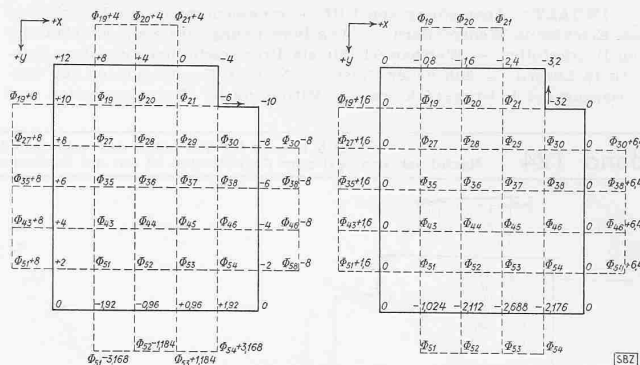 Φ19+4 Φ20+4 Φ21+4
+x
+y
+12 +8 +4 0 -4
Φ19+8 +10 Φ19 Φ20 Φ21 -6 -10
Φ27+8 +8 Φ27 Φ28 Φ29 Φ30 -8 Φ30-8
Φ35+8 +6 Φ35 Φ36 Φ37 Φ38 -6 Φ38-8
Φ43+8 +4 Φ43 Φ44 Φ45 Φ46 -4 Φ46-8
Φ51+8 +2 Φ51 Φ52 Φ53 Φ54 -2 Φ58-8
0 -1,92 -0,96 +0,96 +1,92 0
Φ51-3,168 Φ52-1,184 Φ53+1,184 Φ54+3,168
Φ19 Φ20 Φ21
+x
+y
0 -0,8 -1,6 -2,4 -3,2
Φ19+1,6 0 Φ19 Φ20 Φ21 -3,2 0
Φ27+1,6 0 Φ27 Φ28 Φ29 Φ30 0 Φ30+6,4
Φ35+1,6 0 Φ35 Φ36 Φ37 Φ38 0 Φ38+6,4
Φ43+1,6 0 Φ43 Φ44 Φ45 Φ46 0 Φ46+6,4
Φ51+1,6 0 Φ51 Φ52 Φ53 Φ54 0 Φ51+6,4
0 -1,024 -2,112 -2,688 -2,176 0
Φ51 Φ52 Φ53 Φ54
SBZ